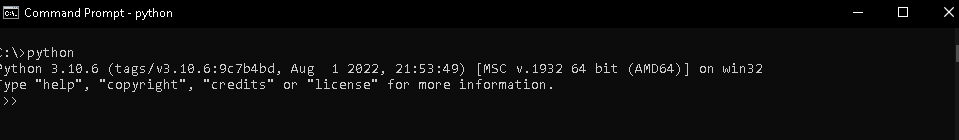 Command Prompt - python
C:\>python
Python 3.10.6 (tags/v3.10.6:9c7b4bd, Aug  1 2022, 21:53:49) [MSC v.1932 64 bit (AMD64)] on win32
Type "help", "copyright", "credits" or "license" for more information.
>>